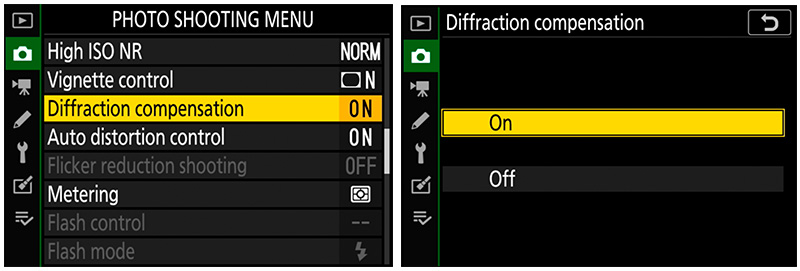 PHOTO SHOOTING MENU
High ISO NR NORM
Vignette control N
Diffraction compensation ON
Auto distortion control ON
Flicker reduction shooting OFF
Metering
Flash control --
Flash mode
Diffraction compensation
On
Off